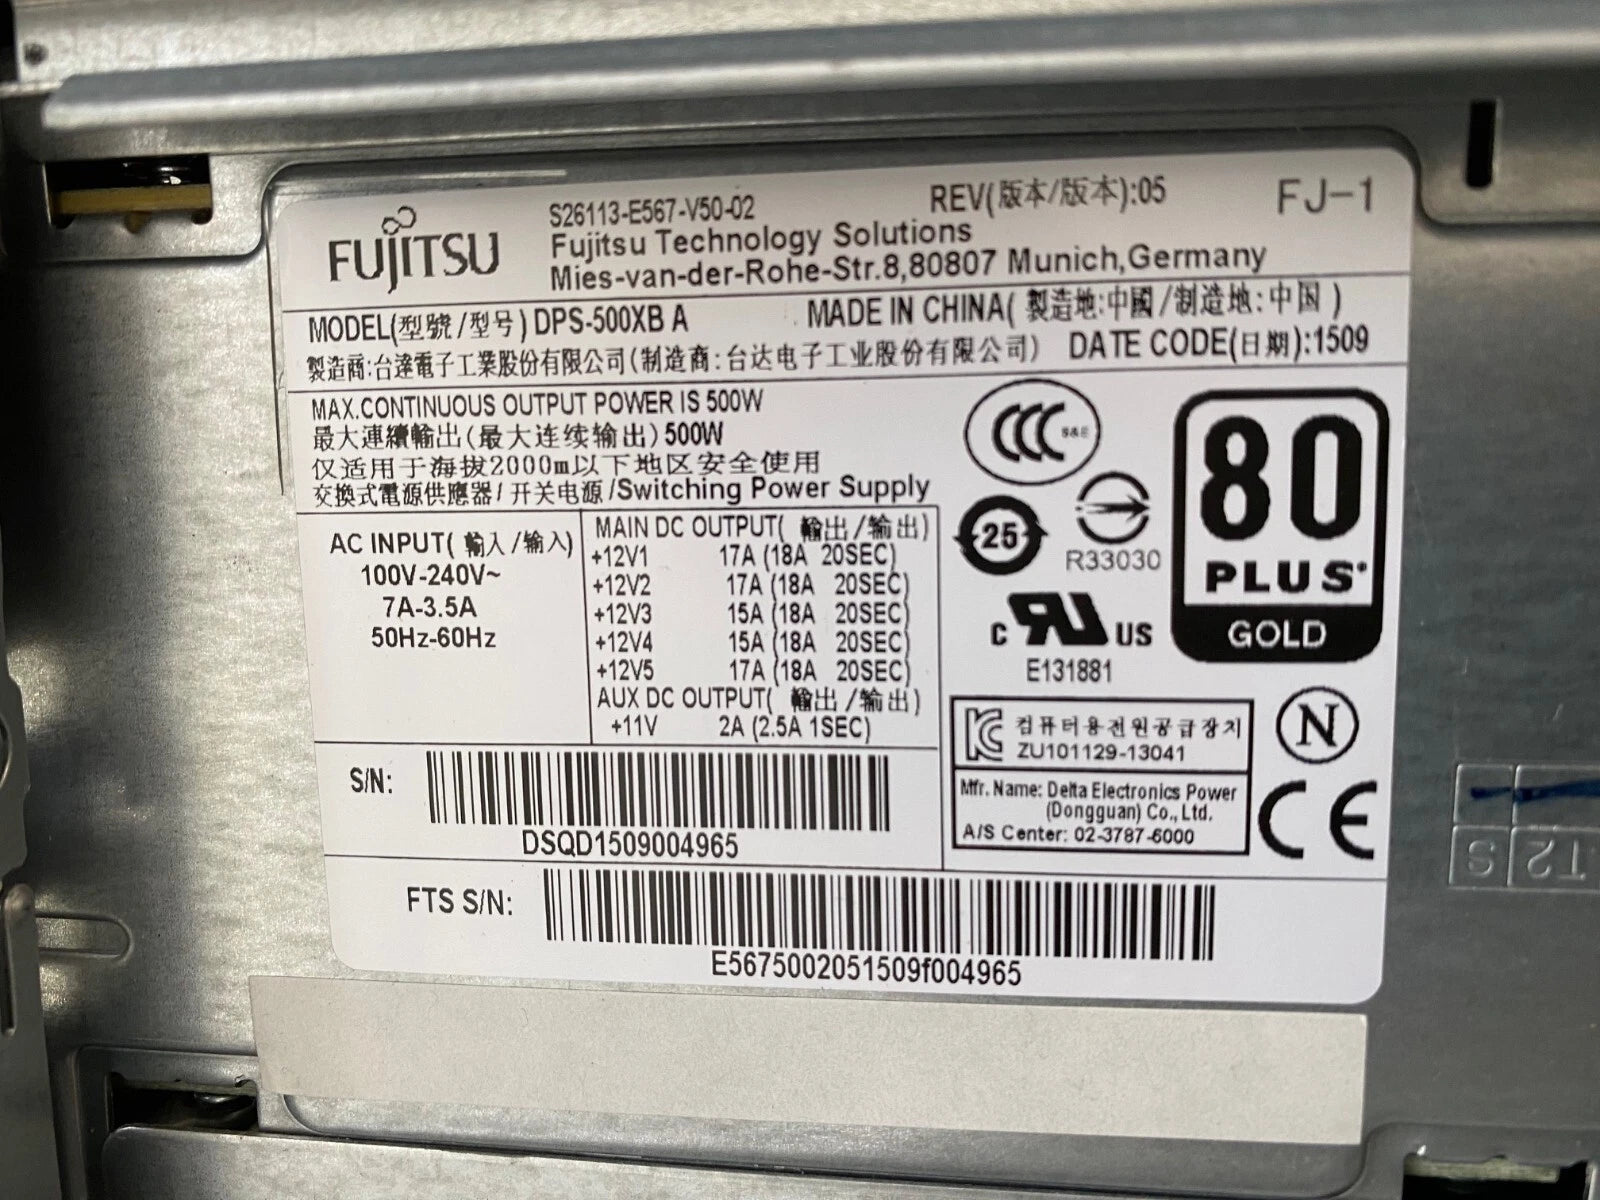 FUJITSU
S26113-E567-V50-02
REV(版本/版本):05
FJ-1
Fujitsu Technology Solutions
Mies-van-der-Rohe-Str.8,80807 Munich,Germany
MODEL(型號/型号) DPS-500XB A
MADE IN CHINA( 製造地:中國/制造地:中国 )
製造商:台達電子工業股份有限公司(制造商:台达电子工业股份有限公司)
DATE CODE(日期):1509
MAX.CONTINUOUS OUTPUT POWER IS 500W
最大連續輸出(最大连续输出)500W
仅适用于海拔2000m以下地区安全使用
交換式電源供應器/开关电源/Switching Power Supply
AC INPUT( 輸入/输入)
100V-240V~
7A-3.5A
50Hz-60Hz
MAIN DC OUTPUT( 輸出/输出)
+12V1 17A (18A 20SEC)
+12V2 17A (18A 20SEC)
+12V3 15A (18A 20SEC)
+12V4 15A (18A 20SEC)
+12V5 17A (18A 20SEC)
AUX DC OUTPUT( 輸出/输出)
+11V 2A (2.5A 1SEC)
CCC S&E
25
R33030
c RU US
E131881
80
PLUS
GOLD
컴퓨터용전원공급장치
ZU101129-13041
Mfr. Name: Delta Electronics Power
(Dongguan) Co., Ltd.
A/S Center: 02-3787-6000
N
CE
S/N:
DSQD1509004965
FTS S/N:
E5675002051509f004965